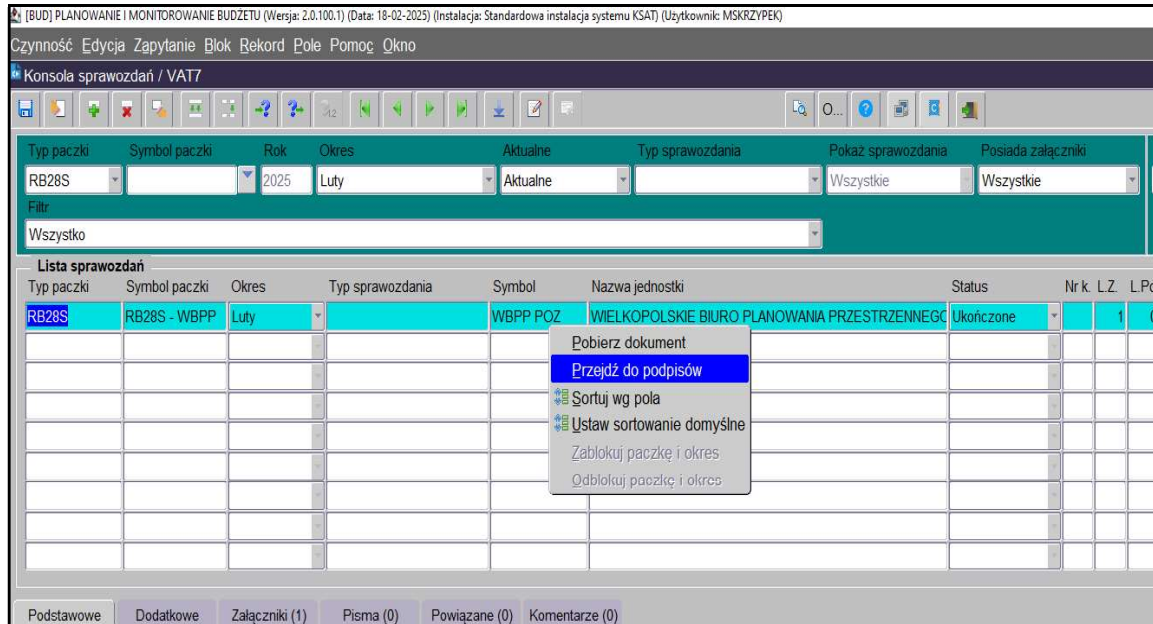 [BUD] PLANOWANIE I MONITOROWANIE BUDŻETU (Wersja: 2.0.100.1) (Data: 18-02-2025) (Instalacja: Standardowa instalacja systemu KSAT) (Użytkownik: MSKRZYPEK)
Czynność Edycja Zapytanie Blok Rekord Pole Pomoc Okno
Konsola sprawozdań / VAT7
O...
Typ paczki Symbol paczki Rok Okres Aktualne Typ sprawozdania Pokaż sprawozdania Posiada załączniki
RB28S 2025 Luty Aktualne Wszystkie Wszystkie
Filtr
Wszystko
Lista sprawozdań
Typ paczki Symbol paczki Okres Typ sprawozdania Symbol Nazwa jednostki Status Nr k. L.Z. L.Po
RB28S RB28S - WBPP Luty WBPP POZ WIELKOPOLSKIE BIURO PLANOWANIA PRZESTRZENNEGO Ukończone 1
Pobierz dokument
Przejdź do podpisów
Sortuj wg pola
Ustaw sortowanie domyślne
Zablokuj paczkę i okres
Odblokuj paczkę i okres
Podstawowe Dodatkowe Załączniki (1) Pisma (0) Powiązane (0) Komentarze (0)